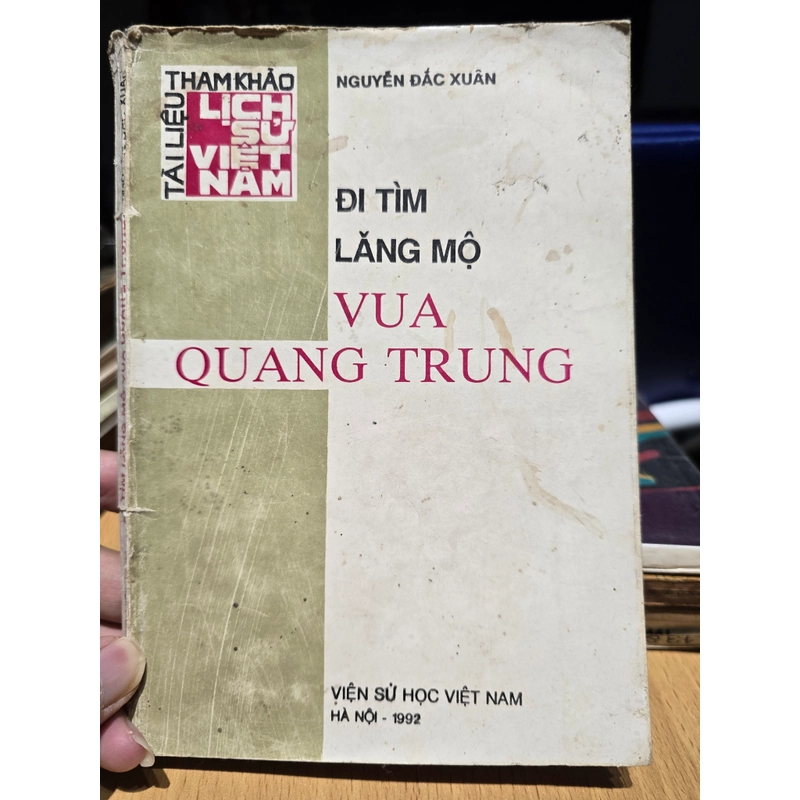 TÀI LIỆU
THAM KHẢO
LỊCH
SỬ
VIỆT
NAM
NGUYỄN ĐẮC XUÂN
ĐI TÌM
LĂNG MỘ
VUA
QUANG TRUNG
VIỆN SỬ HỌC VIỆT NAM
HÀ NỘI - 1992